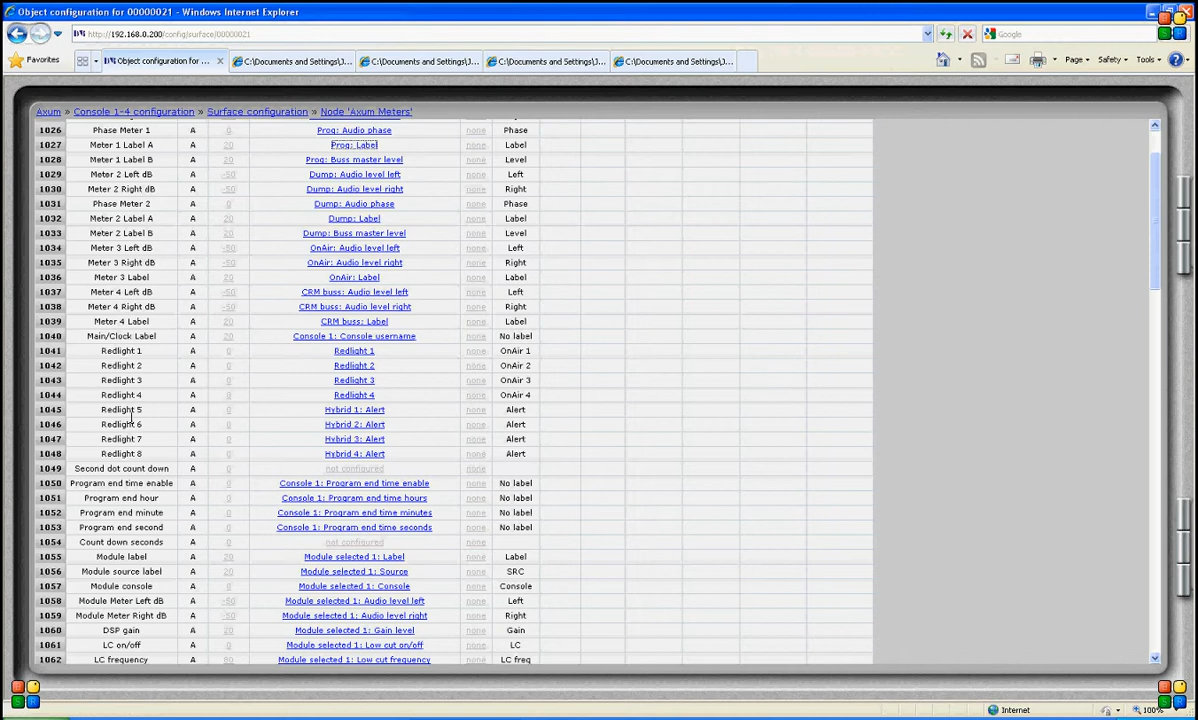 Object configuration for 00000021 - Windows Internet Explorer
http://192.168.0.200/config/surface/00000021
Google
Favorites
Object configuration for ...
C:\Documents and Settings\J...
C:\Documents and Settings\J...
C:\Documents and Settings\J...
C:\Documents and Settings\J...
Page
Safety
Tools
Axum » Console 1-4 configuration » Surface configuration » Node 'Axum Meters'
1026 Phase Meter 1 A 0 Prog: Audio phase none Phase
1027 Meter 1 Label A A 20 Prog: Label none Label
1028 Meter 1 Label B A 20 Prog: Buss master level none Level
1029 Meter 2 Left dB A -50 Dump: Audio level left none Left
1030 Meter 2 Right dB A -50 Dump: Audio level right none Right
1031 Phase Meter 2 A 0 Dump: Audio phase none Phase
1032 Meter 2 Label A A 20 Dump: Label none Label
1033 Meter 2 Label B A 20 Dump: Buss master level none Level
1034 Meter 3 Left dB A -50 OnAir: Audio level left none Left
1035 Meter 3 Right dB A -50 OnAir: Audio level right none Right
1036 Meter 3 Label A 20 OnAir: Label none Label
1037 Meter 4 Left dB A -50 CRM buss: Audio level left none Left
1038 Meter 4 Right dB A -50 CRM buss: Audio level right none Right
1039 Meter 4 Label A 20 CRM buss: Label none Label
1040 Main/Clock Label A 20 Console 1: Console username none No label
1041 Redlight 1 A 0 Redlight 1 none OnAir 1
1042 Redlight 2 A 0 Redlight 2 none OnAir 2
1043 Redlight 3 A 0 Redlight 3 none OnAir 3
1044 Redlight 4 A 0 Redlight 4 none OnAir 4
1045 Redlight 5 A 0 Hybrid 1: Alert none Alert
1046 Redlight 6 A 0 Hybrid 2: Alert none Alert
1047 Redlight 7 A 0 Hybrid 3: Alert none Alert
1048 Redlight 8 A 0 Hybrid 4: Alert none Alert
1049 Second dot count down A 0 not configured none
1050 Program end time enable A 0 Console 1: Program end time enable none No label
1051 Program end hour A 0 Console 1: Program end time hours none No label
1052 Program end minute A 0 Console 1: Program end time minutes none No label
1053 Program end second A 0 Console 1: Program end time seconds none No label
1054 Count down seconds A 0 not configured none
1055 Module label A 20 Module selected 1: Label none Label
1056 Module source label A 20 Module selected 1: Source none SRC
1057 Module console A 0 Module selected 1: Console none Console
1058 Module Meter Left dB A -50 Module selected 1: Audio level left none Left
1059 Module Meter Right dB A -50 Module selected 1: Audio level right none Right
1060 DSP gain A 20 Module selected 1: Gain level none Gain
1061 LC on/off A 0 Module selected 1: Low cut on/off none LC
1062 LC frequency A 80 Module selected 1: Low cut frequency none LC freq
Internet
100%